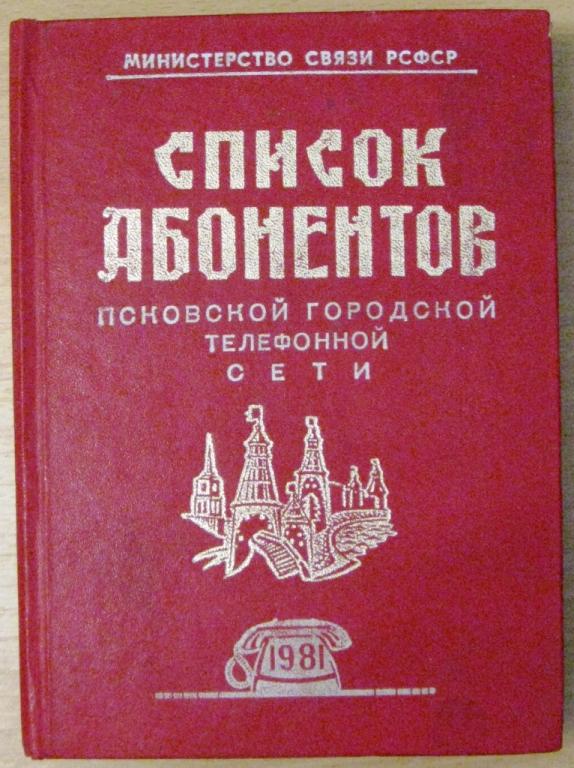 МИНИСТЕРСТВО СВЯЗИ РСФСР
СПИСОК
АБОНЕНТОВ
ПСКОВСКОЙ ГОРОДСКОЙ
ТЕЛЕФОННОЙ
СЕТИ
1981